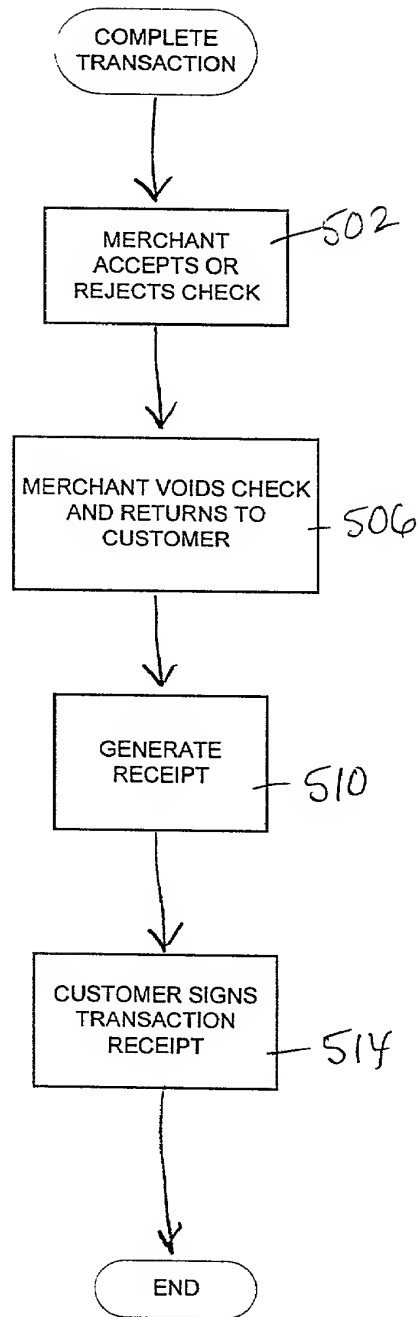 COMPLETE
TRANSACTION
MERCHANT
ACCEPTS OR
REJECTS CHECK
502
MERCHANT VOIDS CHECK
AND RETURNS TO
CUSTOMER
506
GENERATE
RECEIPT
510
CUSTOMER SIGNS
TRANSACTION
RECEIPT
514
END